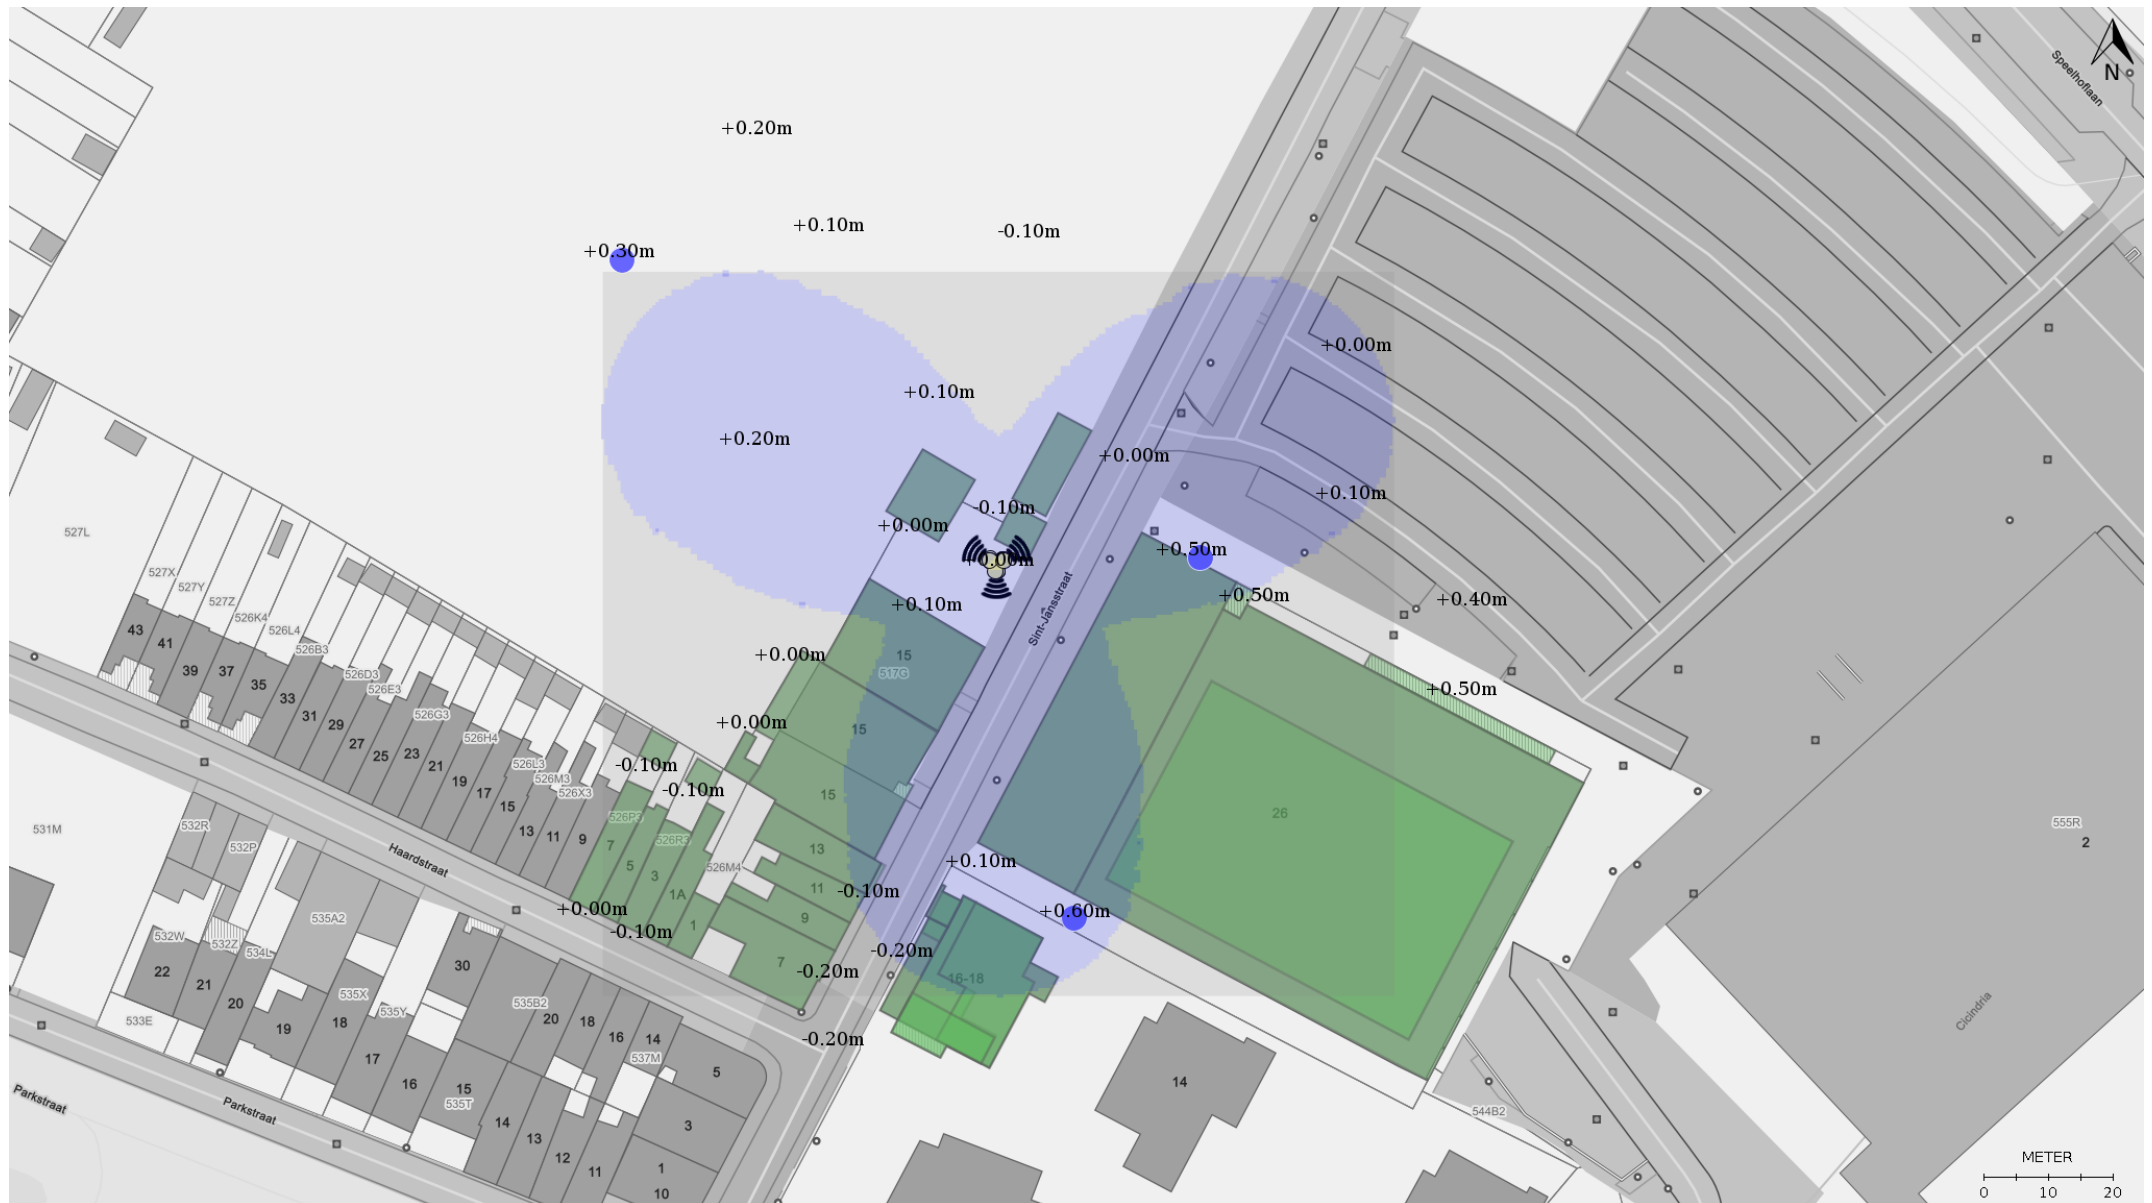 Speelhoflaan
N
+0.20m
+0.10m
-0.10m
+0.30m
+0.00m
+0.10m
+0.20m
+0.00m
+0.10m
-0.10m
+0.00m
527L
+0.50m
+0.00m
527X
527Y
527Z
526K4
526L4
526B3
526D3
526E3
526G3
526H4
526L3
526M3
526X3
+0.10m
+0.50m
+0.40m
Sint-Jansstraat
43
41
39
37
35
33
31
29
27
25
23
21
19
17
15
13
11
9
+0.00m
15
517G
+0.50m
+0.00m
15
-0.10m
-0.10m
15
526P3
526R3
526M4
7
5
3
1A
1
13
11
9
7
26
531M
532R
532P
Haardstraat
555R
2
+0.10m
-0.10m
+0.00m
-0.10m
+0.60m
-0.20m
-0.20m
16-18
-0.20m
535A2
532W
532Z
534L
22
21
20
30
535X
535Y
535B2
533E
19
18
17
16
15
535T
20
18
16
14
537M
5
3
1
10
14
13
12
11
14
Cicindria
544B2
Parkstraat
Parkstraat
METER
0 10 20